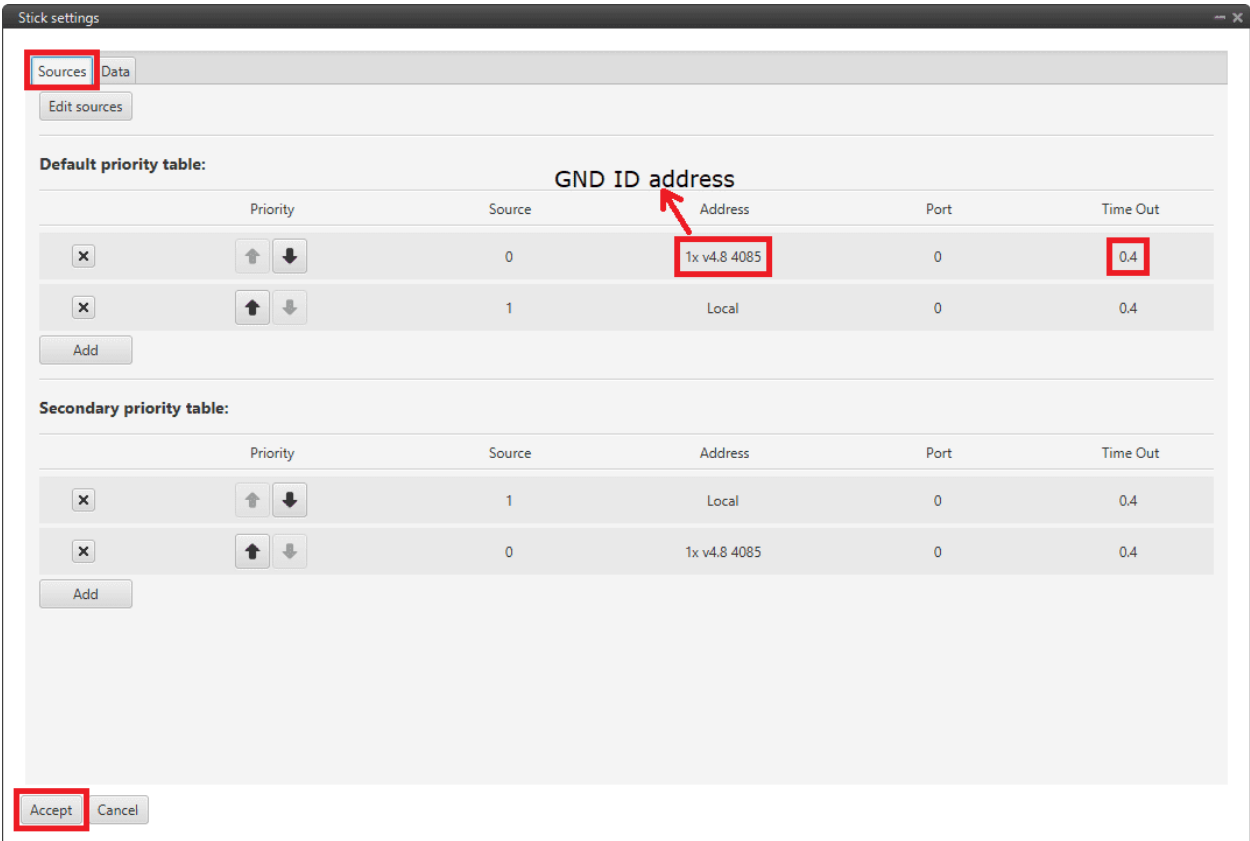 Stick settings
Sources Data
Edit sources
Default priority table:
GND ID address
Priority Source Address Port Time Out
0 1x v4.8 4085 0 0.4
1 Local 0 0.4
Add
Secondary priority table:
Priority Source Address Port Time Out
1 Local 0 0.4
0 1x v4.8 4085 0 0.4
Add
Accept Cancel